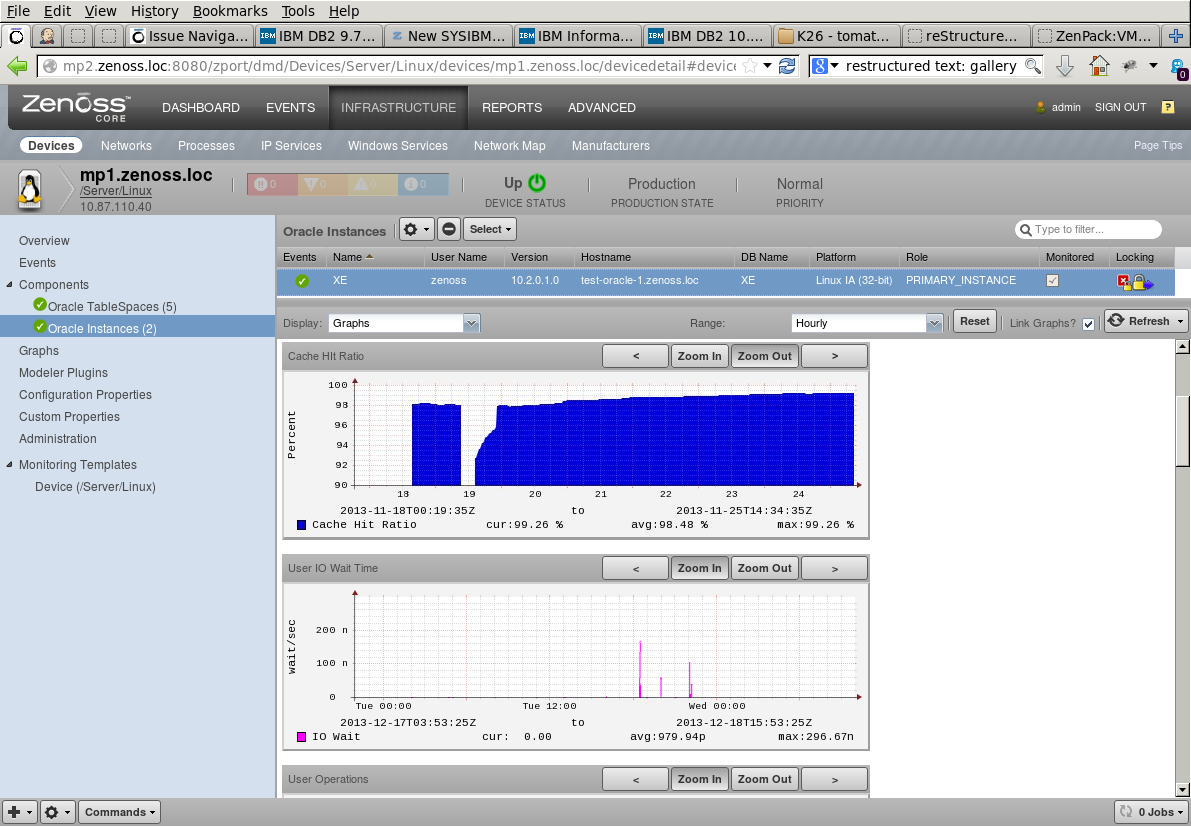 File Edit View History Bookmarks Tools Help
Issue Naviga... IBM DB2 9.7... New SYSIBM... IBM Informa... IBM DB2 10.... K26 - tomat... reStructure... ZenPack:VM...
mp2.zenoss.loc:8080/zport/dmd/Devices/Server/Linux/devices/mp1.zenoss.loc/devicedetail#device restructured text: gallery 0
Zenoss CORE DASHBOARD EVENTS INFRASTRUCTURE REPORTS ADVANCED admin SIGN OUT ?
Devices Networks Processes IP Services Windows Services Network Map Manufacturers Page Tips
mp1.zenoss.loc
/Server/Linux
10.87.110.40
0 0 0 0
Up Production Normal
DEVICE STATUS PRODUCTION STATE PRIORITY
Overview
Events
Components
Oracle TableSpaces (5)
Oracle Instances (2)
Graphs
Modeler Plugins
Configuration Properties
Custom Properties
Administration
Monitoring Templates
Device (/Server/Linux)
Oracle Instances Select Type to filter...
Events Name User Name Version Hostname DB Name Platform Role Monitored Locking
XE zenoss 10.2.0.1.0 test-oracle-1.zenoss.loc XE Linux IA (32-bit) PRIMARY_INSTANCE
Display: Graphs Range: Hourly Reset Link Graphs? Refresh
Cache Hit Ratio < Zoom In Zoom Out >
Percent
100
98
96
94
92
90
18 19 20 21 22 23 24
2013-11-18T00:19:35Z to 2013-11-25T14:34:35Z
Cache Hit Ratio cur:99.26 % avg:98.48 % max:99.26 %
User IO Wait Time < Zoom In Zoom Out >
wait/sec
200 n
100 n
0
Tue 00:00 Tue 12:00 Wed 00:00
2013-12-17T03:53:25Z to 2013-12-18T15:53:25Z
IO Wait cur: 0.00 avg:979.94p max:296.67n
User Operations < Zoom In Zoom Out >
Commands 0 Jobs